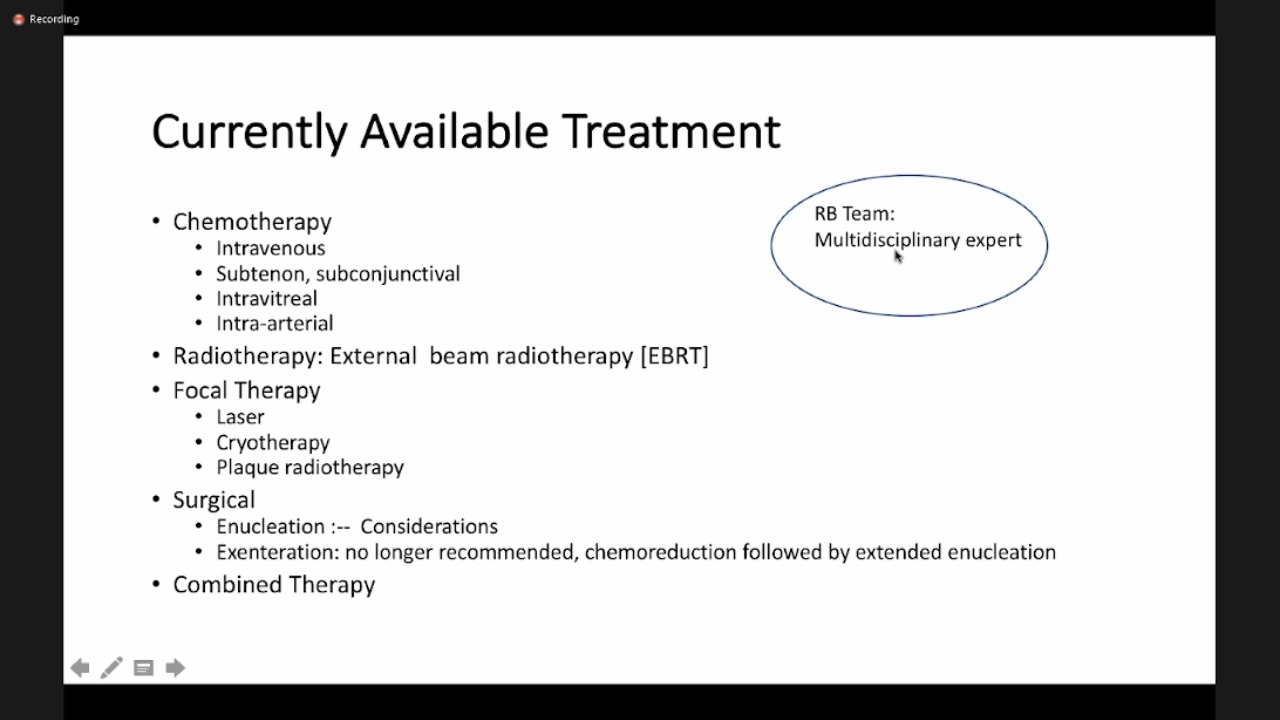 Recording
Currently Available Treatment
• Chemotherapy
• Intravenous
• Subtenon, subconjunctival
• Intravitreal
• Intra-arterial
• Radiotherapy: External beam radiotherapy [EBRT]
• Focal Therapy
• Laser
• Cryotherapy
• Plaque radiotherapy
• Surgical
• Enucleation :-- Considerations
• Exenteration: no longer recommended, chemoreduction followed by extended enucleation
• Combined Therapy
RB Team:
Multidisciplinary expert